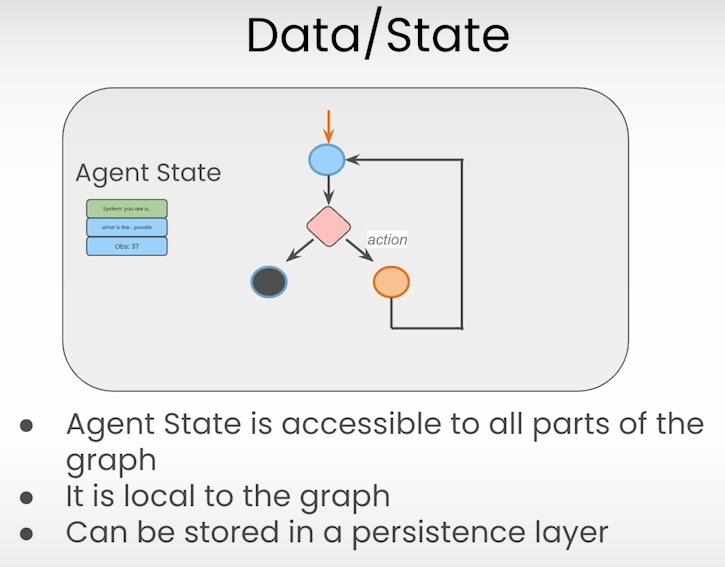 Data/State
Agent State
System: you are a..
what is the .. poodle
Obs: 37
action
● Agent State is accessible to all parts of the
graph
● It is local to the graph
● Can be stored in a persistence layer